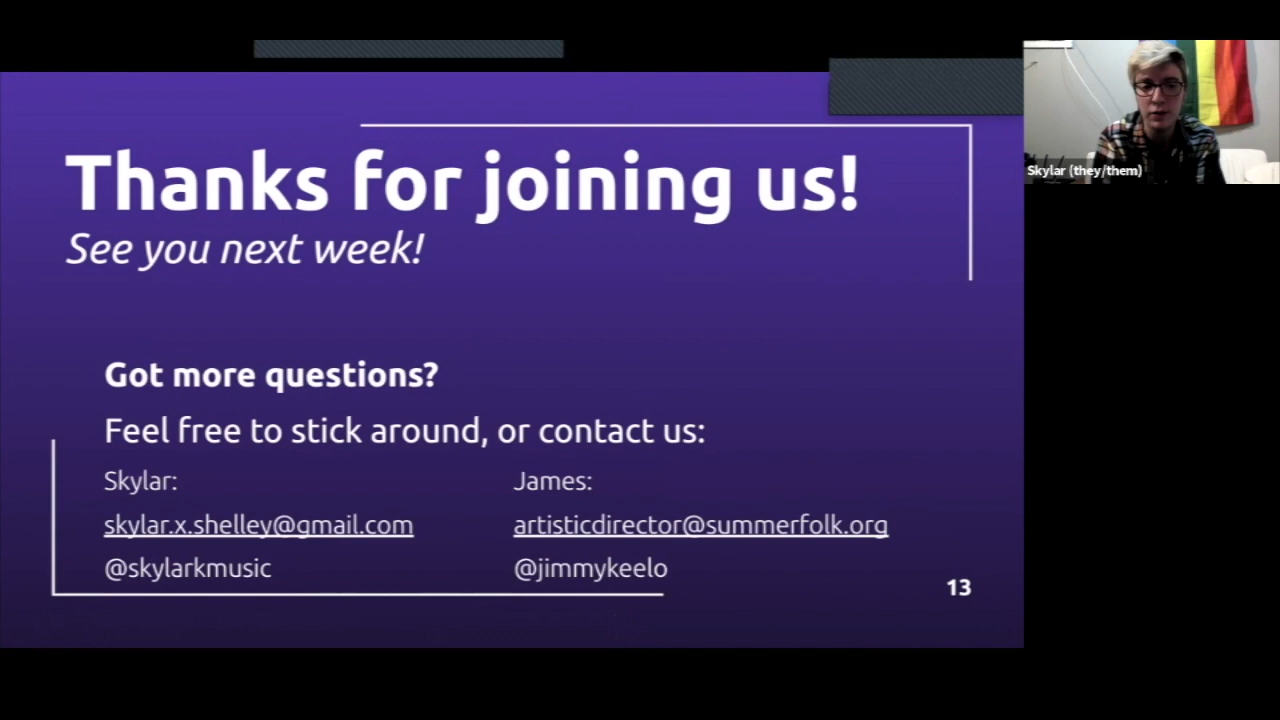 Thanks for joining us!
See you next week!
Skylar (they/them)
Got more questions?
Feel free to stick around, or contact us:
Skylar:
skylar.x.shelley@gmail.com
@skylarkmusic
James:
artisticdirector@summerfolk.org
@jimmykeelo
13